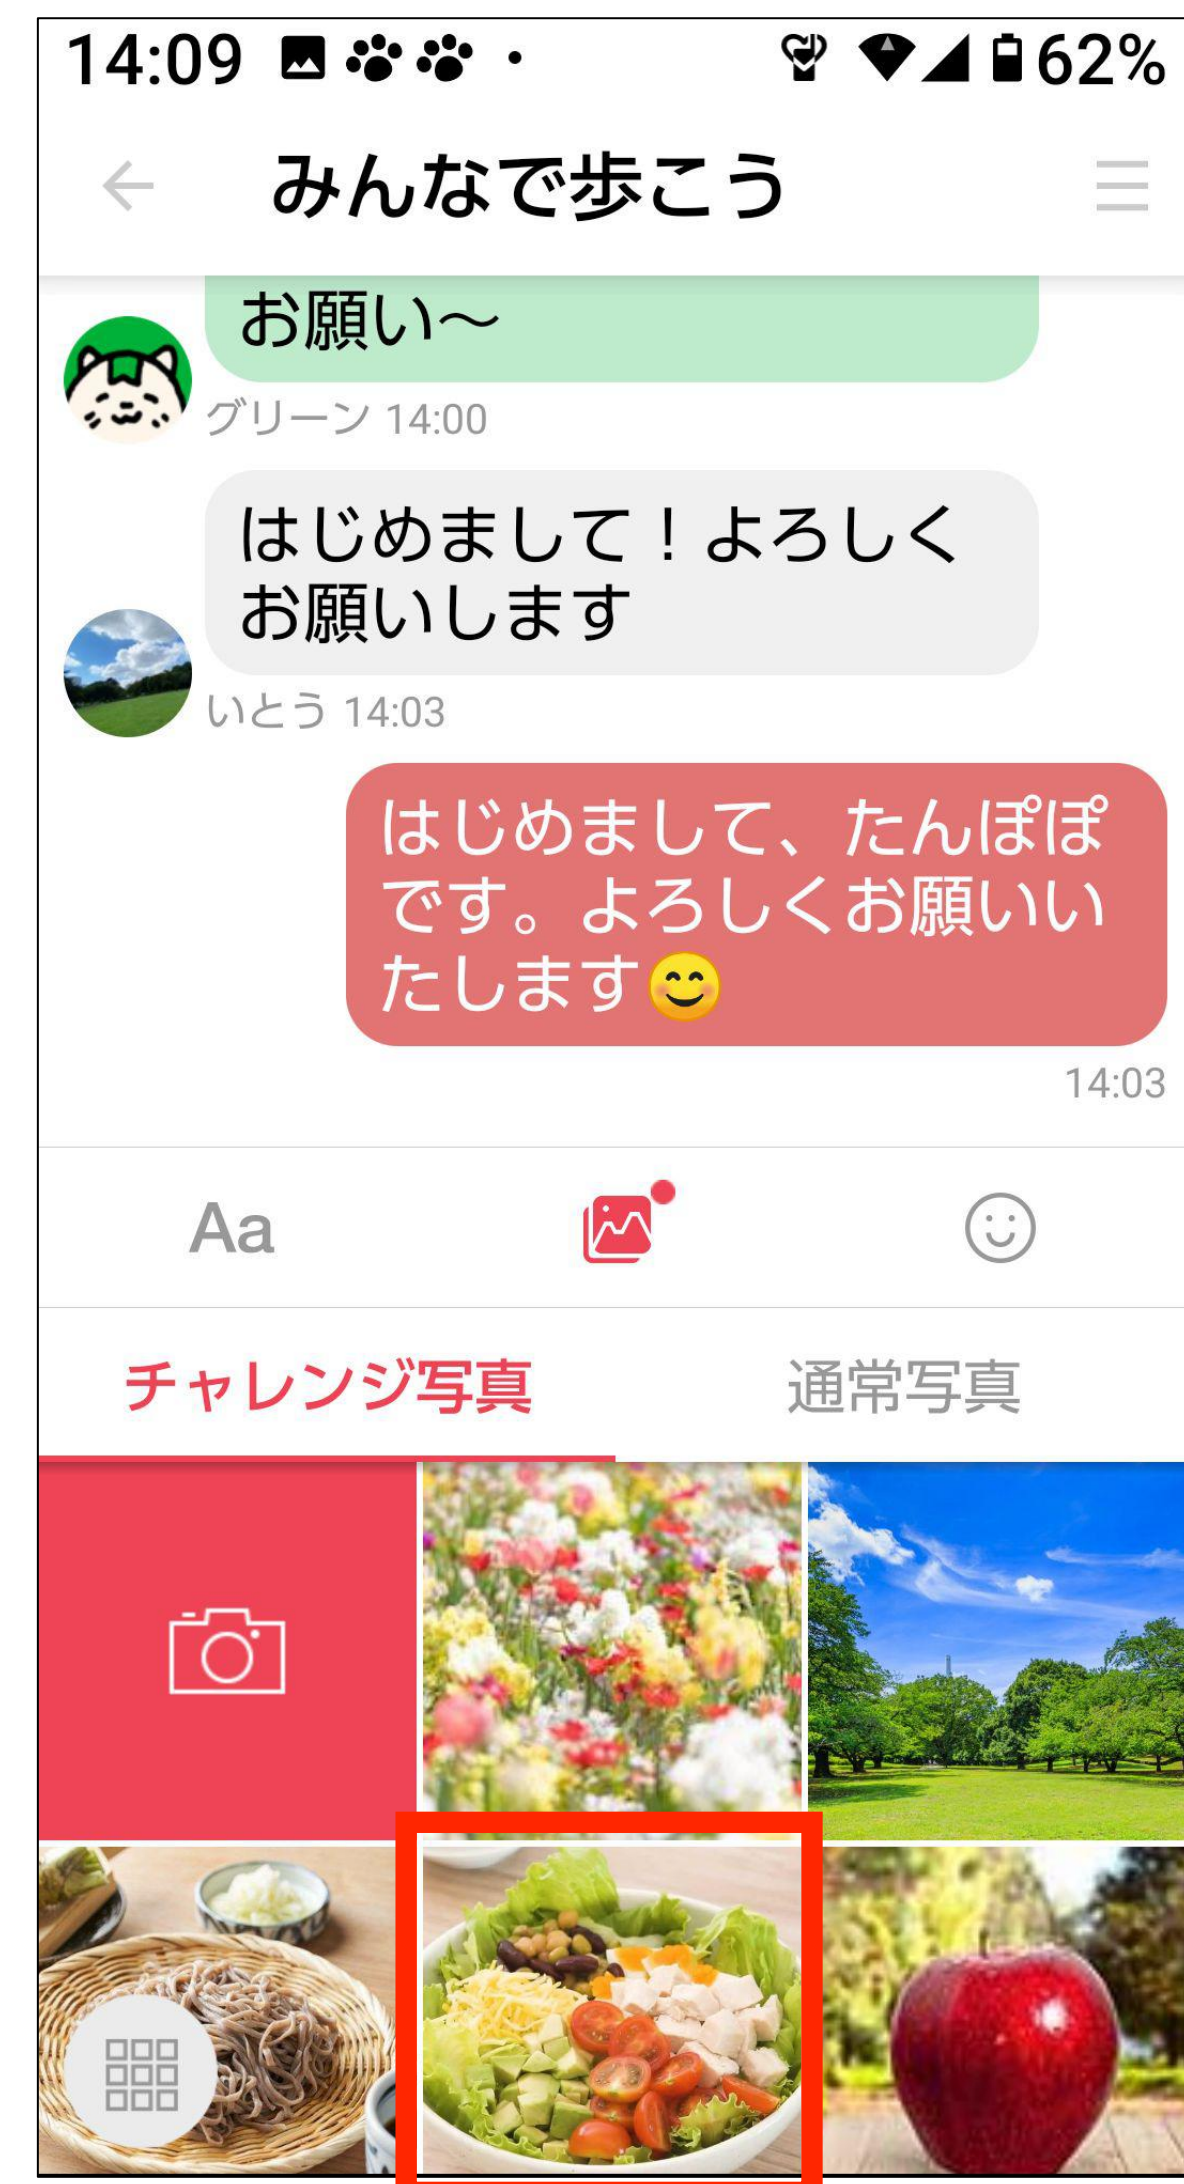 14:09 62%
みんなで歩こう
お願い〜
グリーン 14:00
はじめまして！よろしく
お願いします
いとう 14:03
はじめまして、たんぽぽ
です。よろしくお願いい
たします😊
14:03
Aa
チャレンジ写真 通常写真